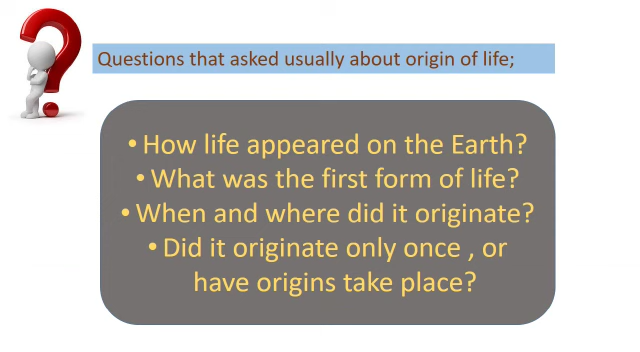 Questions that asked usually about origin of life;
• How life appeared on the Earth?
• What was the first form of life?
• When and where did it originate?
• Did it originate only once , or
have origins take place?